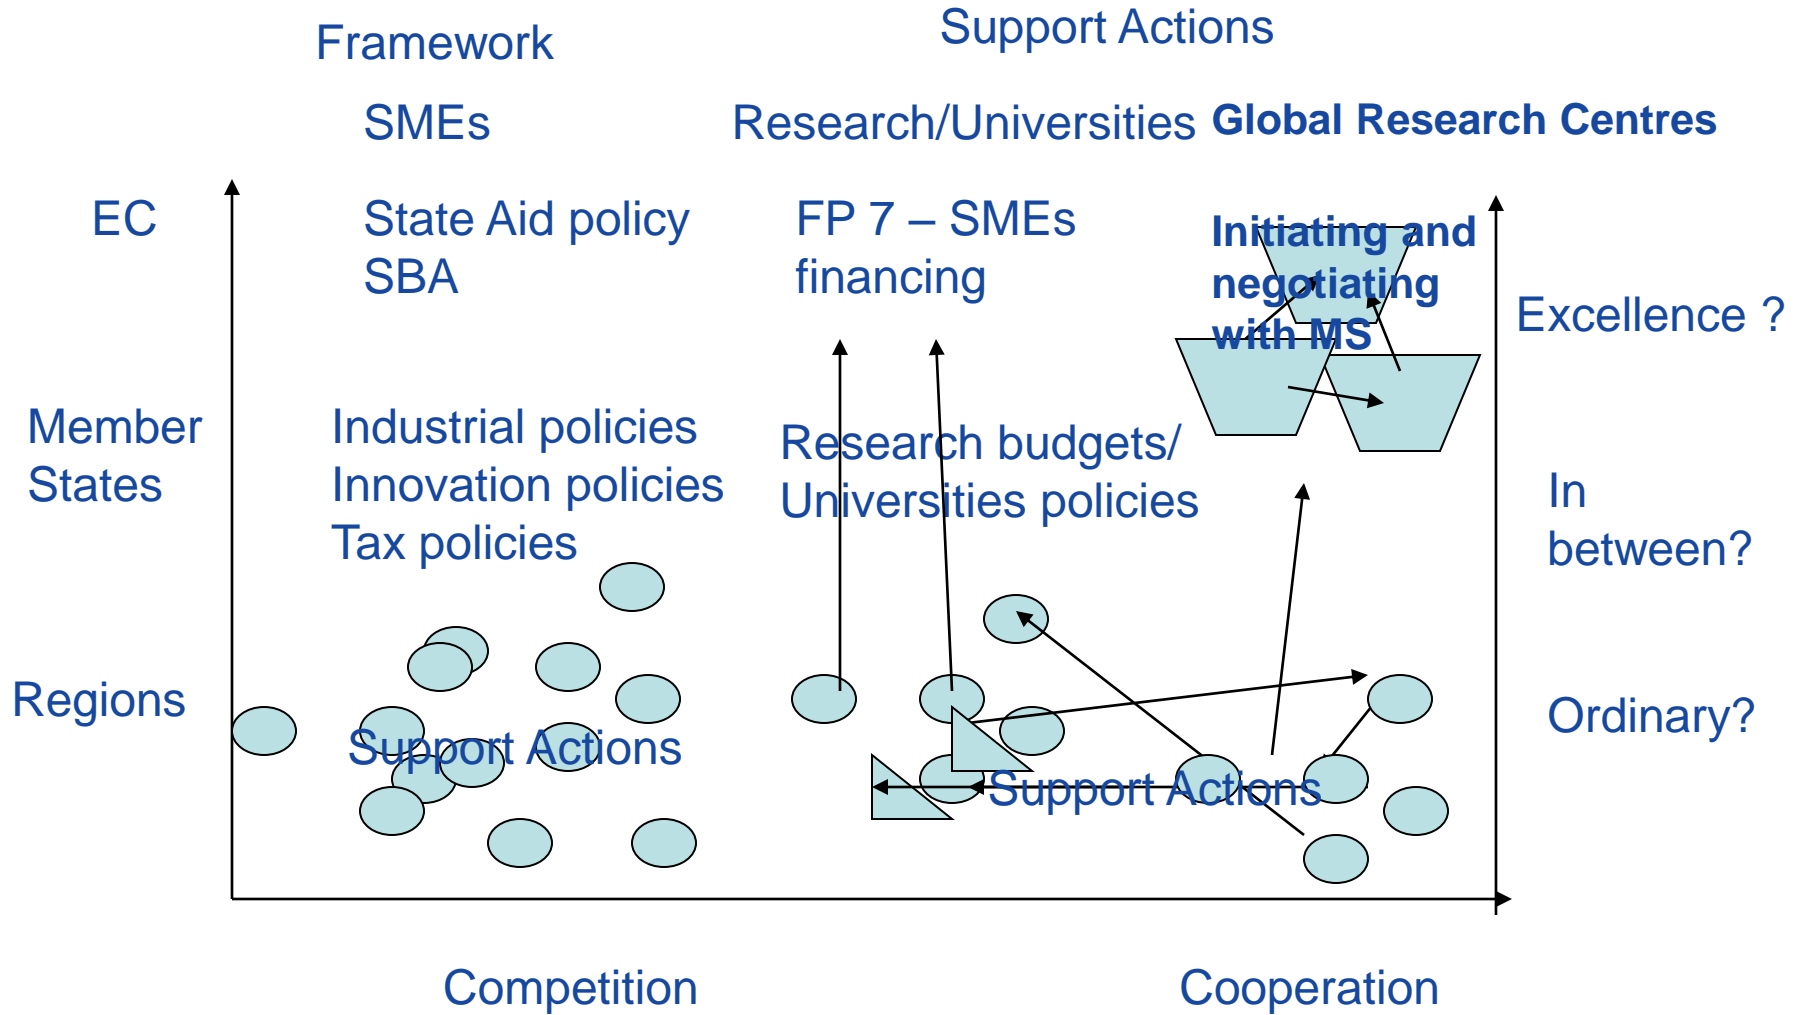 Framework
Support Actions
SMEs
Research/Universities
Global Research Centres
EC
State Aid policy
SBA
FP 7 – SMEs
financing
Initiating and
negotiating
with MS
Excellence ?
Member
States
Industrial policies
Innovation policies
Tax policies
Research budgets/
Universities policies
In
between?
Regions
Support Actions
Support Actions
Ordinary?
Competition
Cooperation